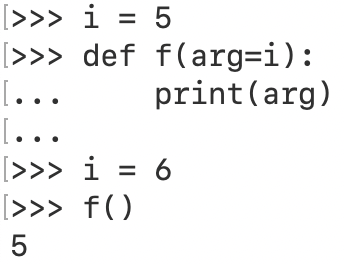 [>>> i = 5
[>>> def f(arg=i):
[...     print(arg)
[...
[>>> i = 6
[>>> f()
5